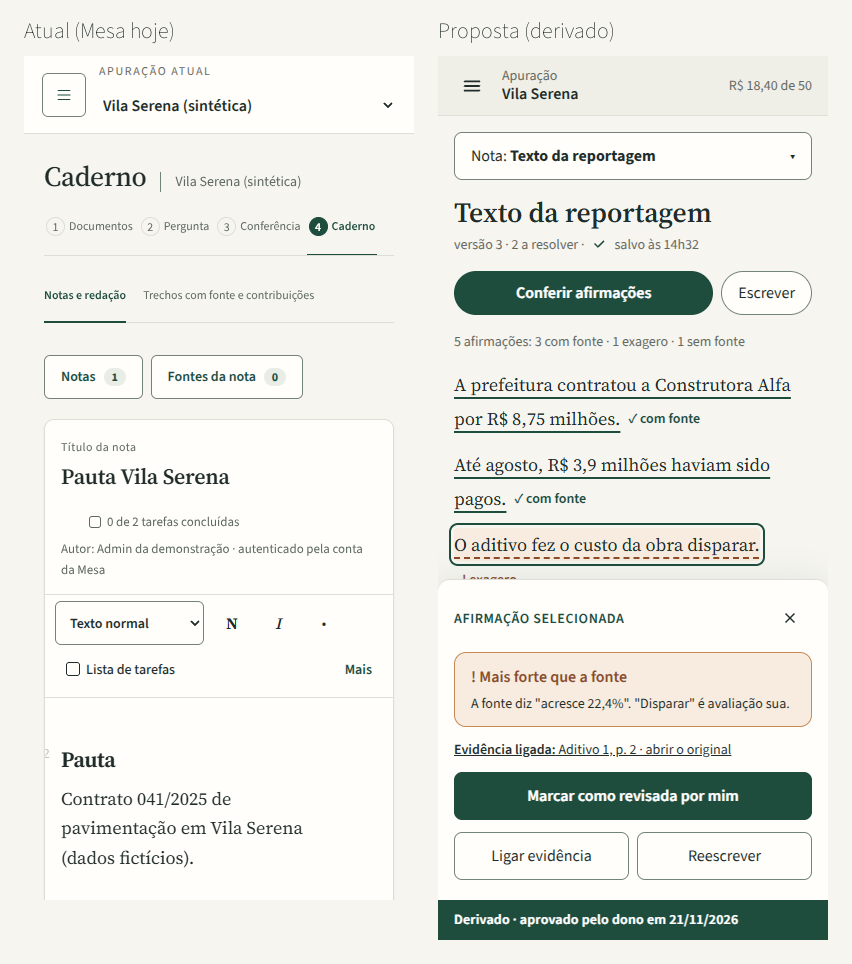 Atual (Mesa hoje)
APURAÇÃO ATUAL
Vila Serena (sintética)
Caderno
Vila Serena (sintética)
1 Documentos 2 Pergunta 3 Conferência 4 Caderno
Notas e redação Trechos com fonte e contribuições
Notas 1 Fontes da nota 0
Título da nota
Pauta Vila Serena
0 de 2 tarefas concluídas
Autor: Admin da demonstração · autenticado pela conta
da Mesa
Texto normal N I •
Lista de tarefas Mais
2
Pauta
Contrato 041/2025 de
pavimentação em Vila Serena
(dados fictícios).
Proposta (derivado)
Apuração
Vila Serena
R$ 18,40 de 50
Nota: Texto da reportagem
Texto da reportagem
versão 3 · 2 a resolver · ✓ salvo às 14h32
Conferir afirmações Escrever
5 afirmações: 3 com fonte · 1 exagero · 1 sem fonte
A prefeitura contratou a Construtora Alfa
por R$ 8,75 milhões. ✓ com fonte
Até agosto, R$ 3,9 milhões haviam sido
pagos. ✓ com fonte
O aditivo fez o custo da obra disparar.
! exagero
AFIRMAÇÃO SELECIONADA ×
! Mais forte que a fonte
A fonte diz "acresce 22,4%". "Disparar" é avaliação sua.
Evidência ligada: Aditivo 1, p. 2 · abrir o original
Marcar como revisada por mim
Ligar evidência Reescrever
Derivado · aprovado pelo dono em 21/11/2026